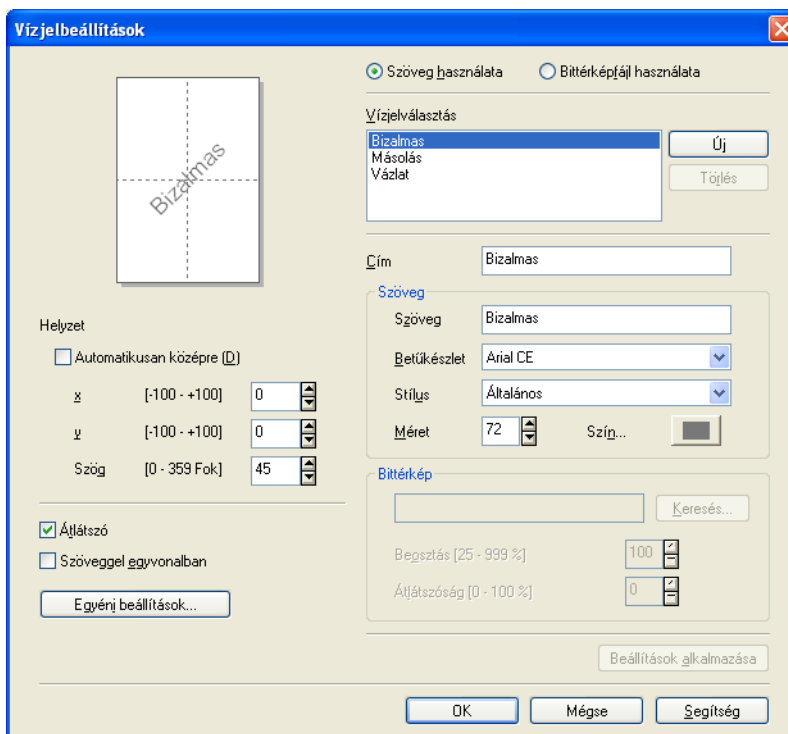 Vízjelbeállítások
Bizalmas
Helyzet
Automatikusan középre (D)
x [-100 - +100] 0
y [-100 - +100] 0
Szög [0 - 359 Fok] 45
Átlátszó
Szöveggel egyvonalban
Egyéni beállítások...
Szöveg használata Bittérképfájl használata
Vízjelválasztás
Bizalmas
Másolás
Vázlat
Új
Törlés
Cím Bizalmas
Szöveg
Szöveg Bizalmas
Betűkészlet Arial CE
Stílus Általános
Méret 72 Szín...
Bittérkép
Keresés...
Beosztás [25 - 999 %] 100
Átlátszóság [0 - 100 %] 0
Beállítások alkalmazása
OK Mégse Segítség